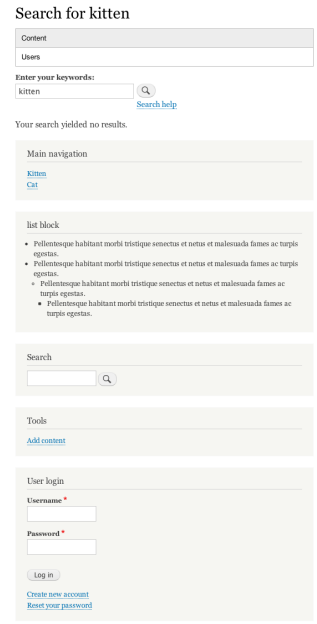 Search for kitten
Content
Users
Enter your keywords:
kitten
Search help
Your search yielded no results.
Main navigation
Kitten
Cat
list block
Pellentesque habitant morbi tristique senectus et netus et malesuada fames ac turpis
egestas.
Pellentesque habitant morbi tristique senectus et netus et malesuada fames ac turpis
egestas.
Pellentesque habitant morbi tristique senectus et netus et malesuada fames ac
turpis egestas.
Pellentesque habitant morbi tristique senectus et netus et malesuada fames ac
turpis egestas.
Search
Tools
Add content
User login
Username *
Password *
Log in
Create new account
Reset your password